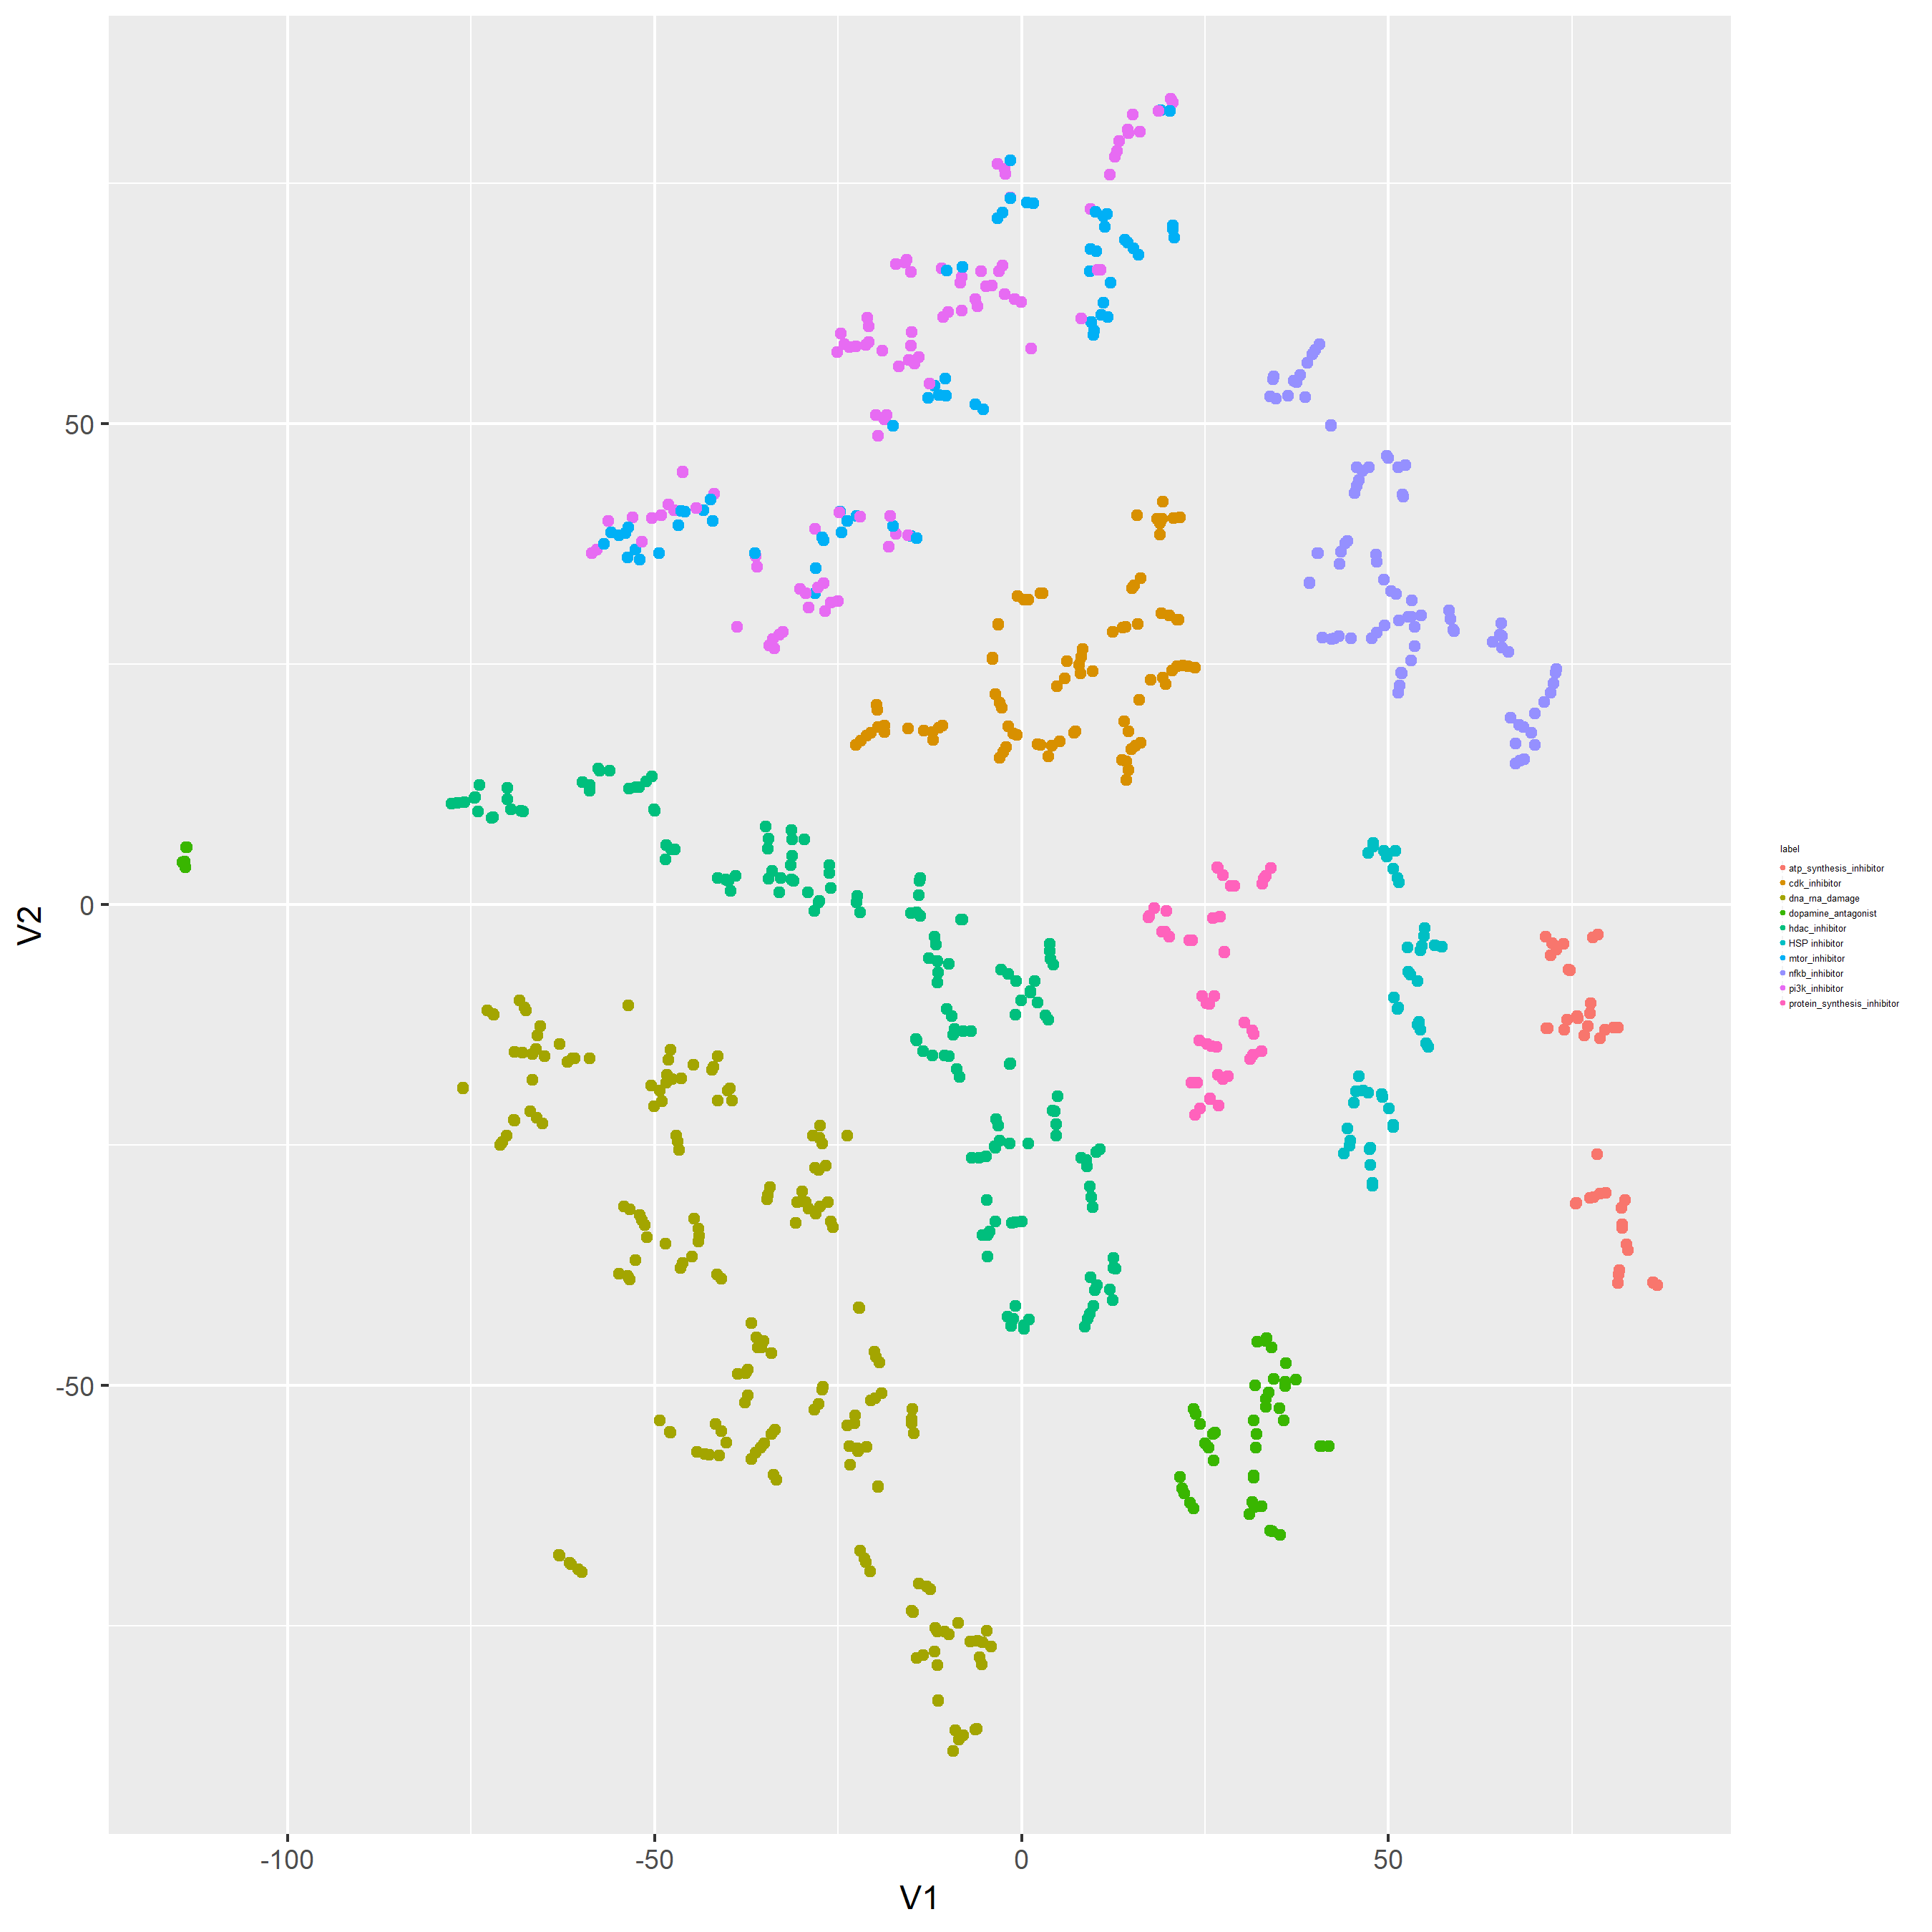 50
0
-50
V2
-100
-50
0
50
V1
label
atp_synthesis_inhibitor
cdk_inhibitor
dna_rna_damage
dopamine_antagonist
hdac_inhibitor
HSP inhibitor
mtor_inhibitor
nfkb_inhibitor
pi3k_inhibitor
protein_synthesis_inhibitor